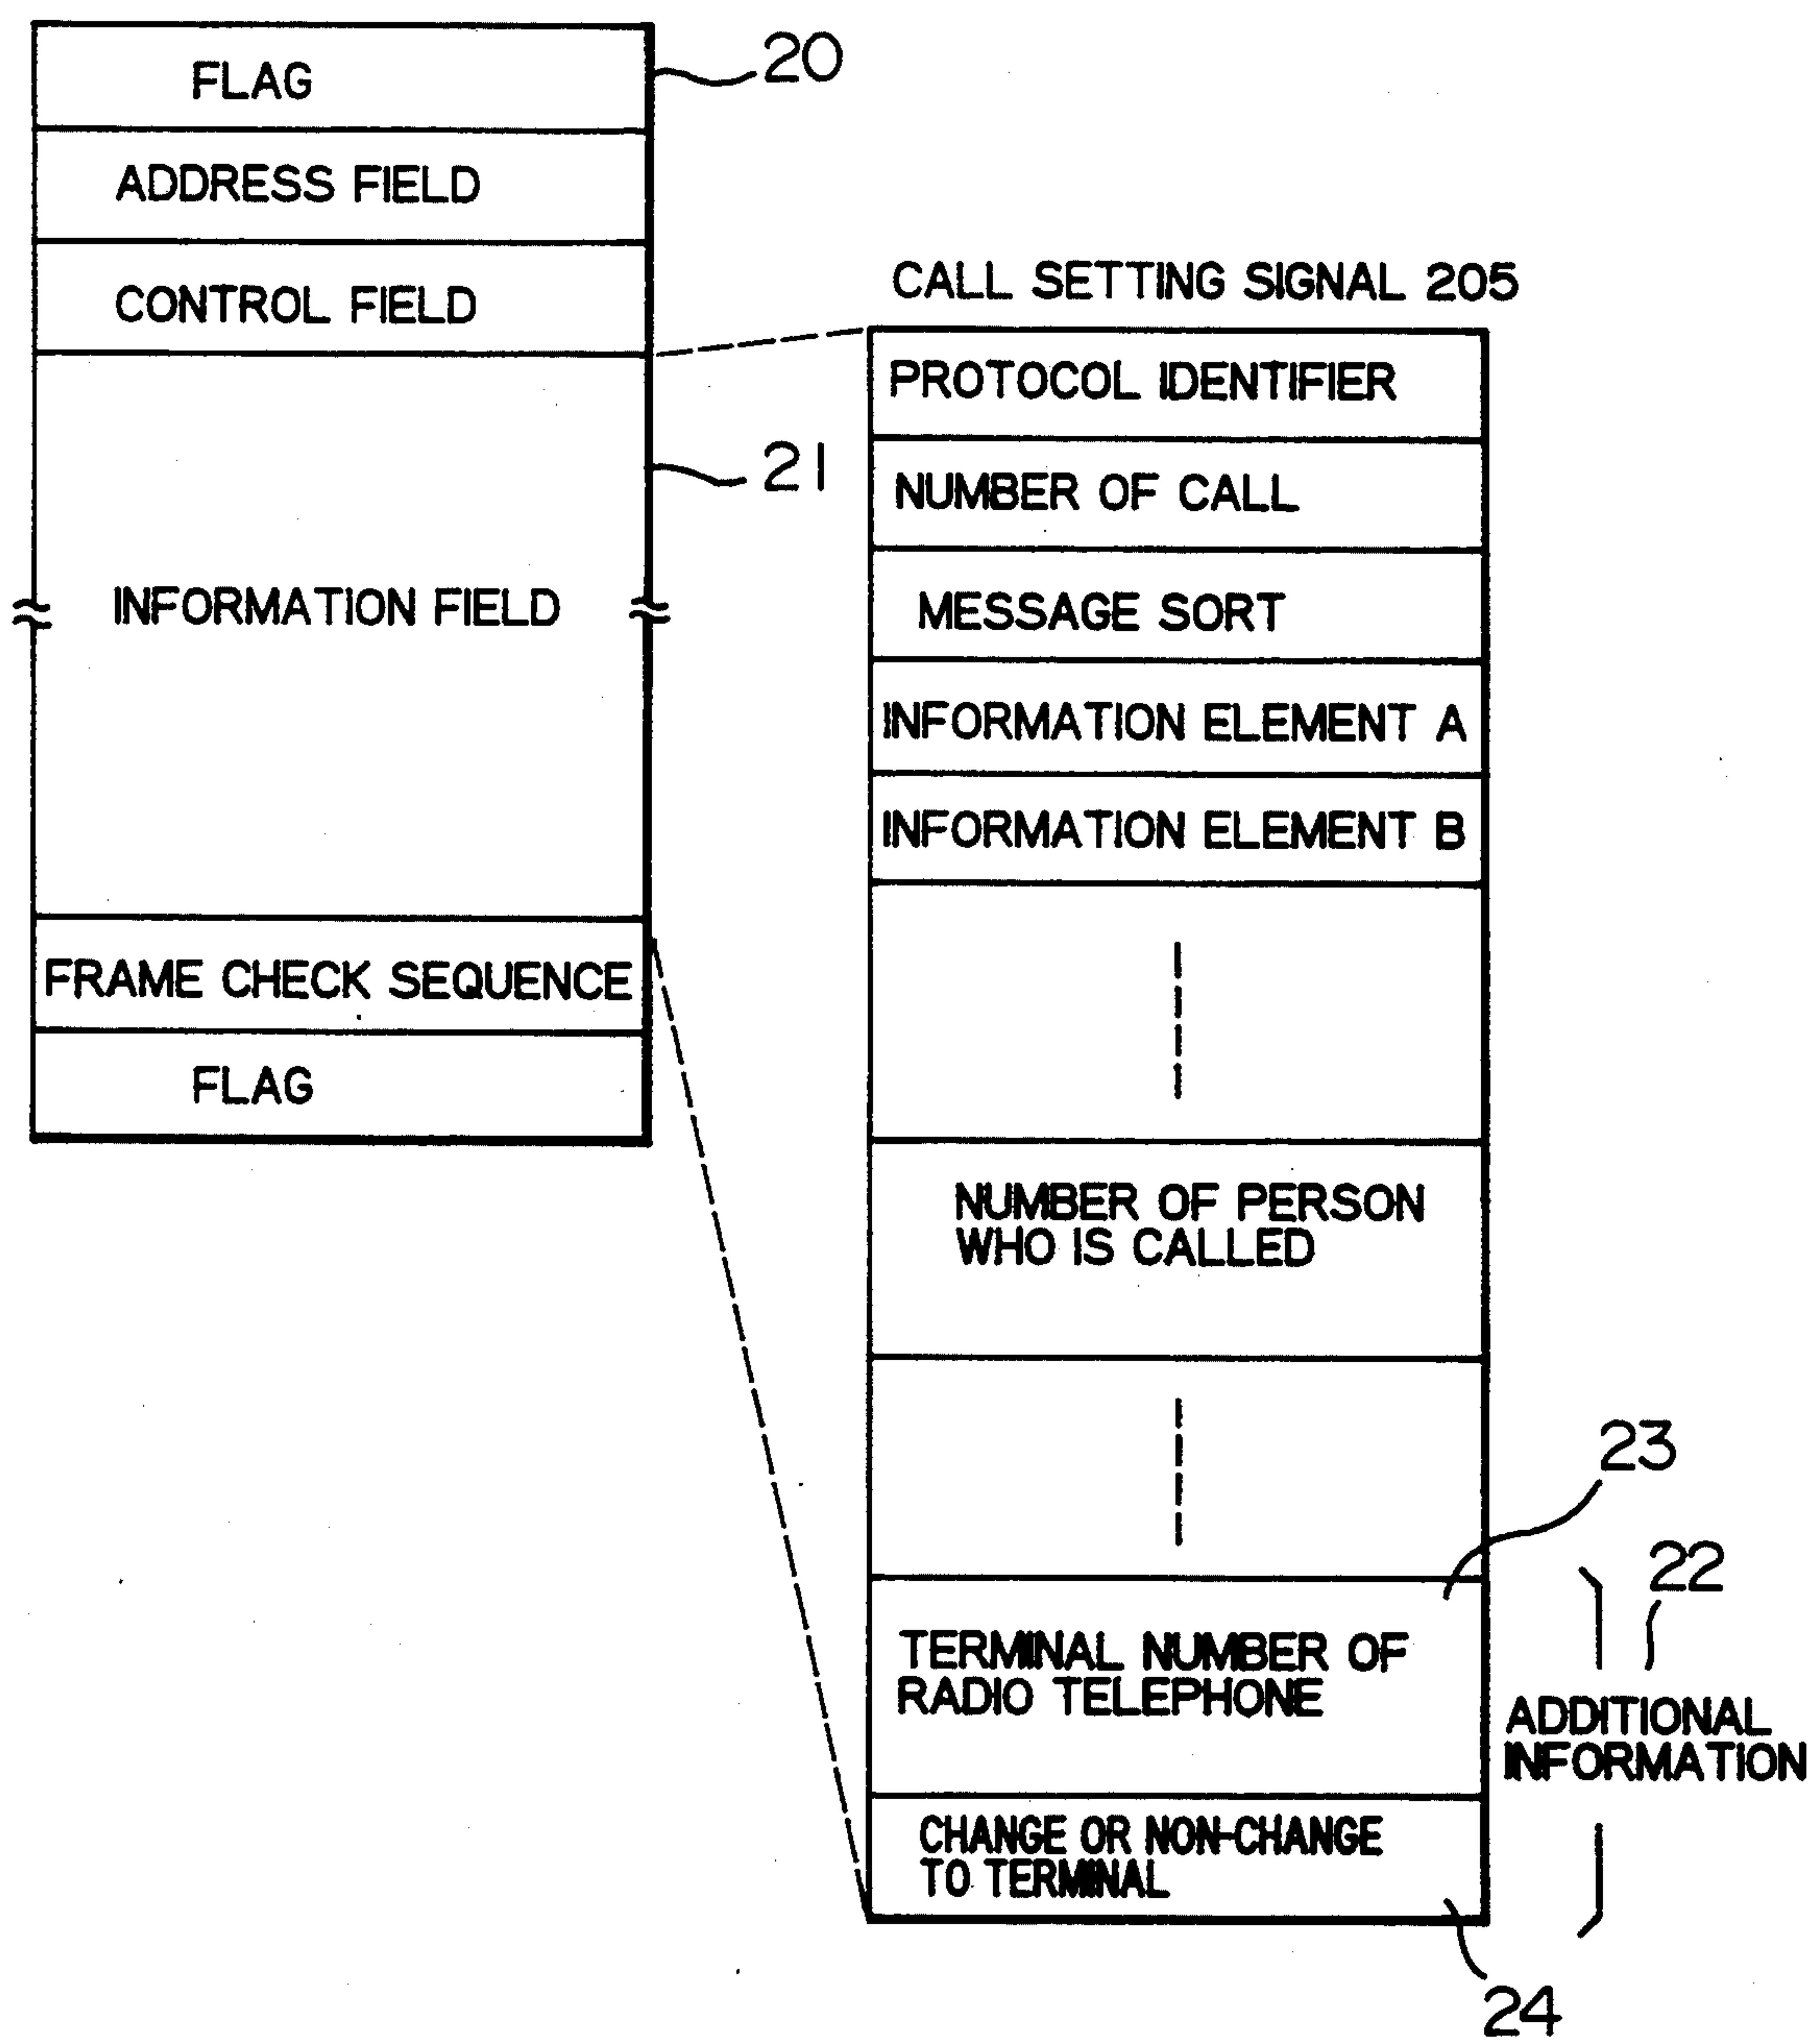 FLAG
20
ADDRESS FIELD
CONTROL FIELD
21
INFORMATION FIELD
FRAME CHECK SEQUENCE
FLAG
CALL SETTING SIGNAL 205
PROTOCOL IDENTIFIER
NUMBER OF CALL
MESSAGE SORT
INFORMATION ELEMENT A
INFORMATION ELEMENT B
NUMBER OF PERSON
WHO IS CALLED
23
22
TERMINAL NUMBER OF
RADIO TELEPHONE
ADDITIONAL
INFORMATION
CHANGE OR NON-CHANGE
TO TERMINAL
24